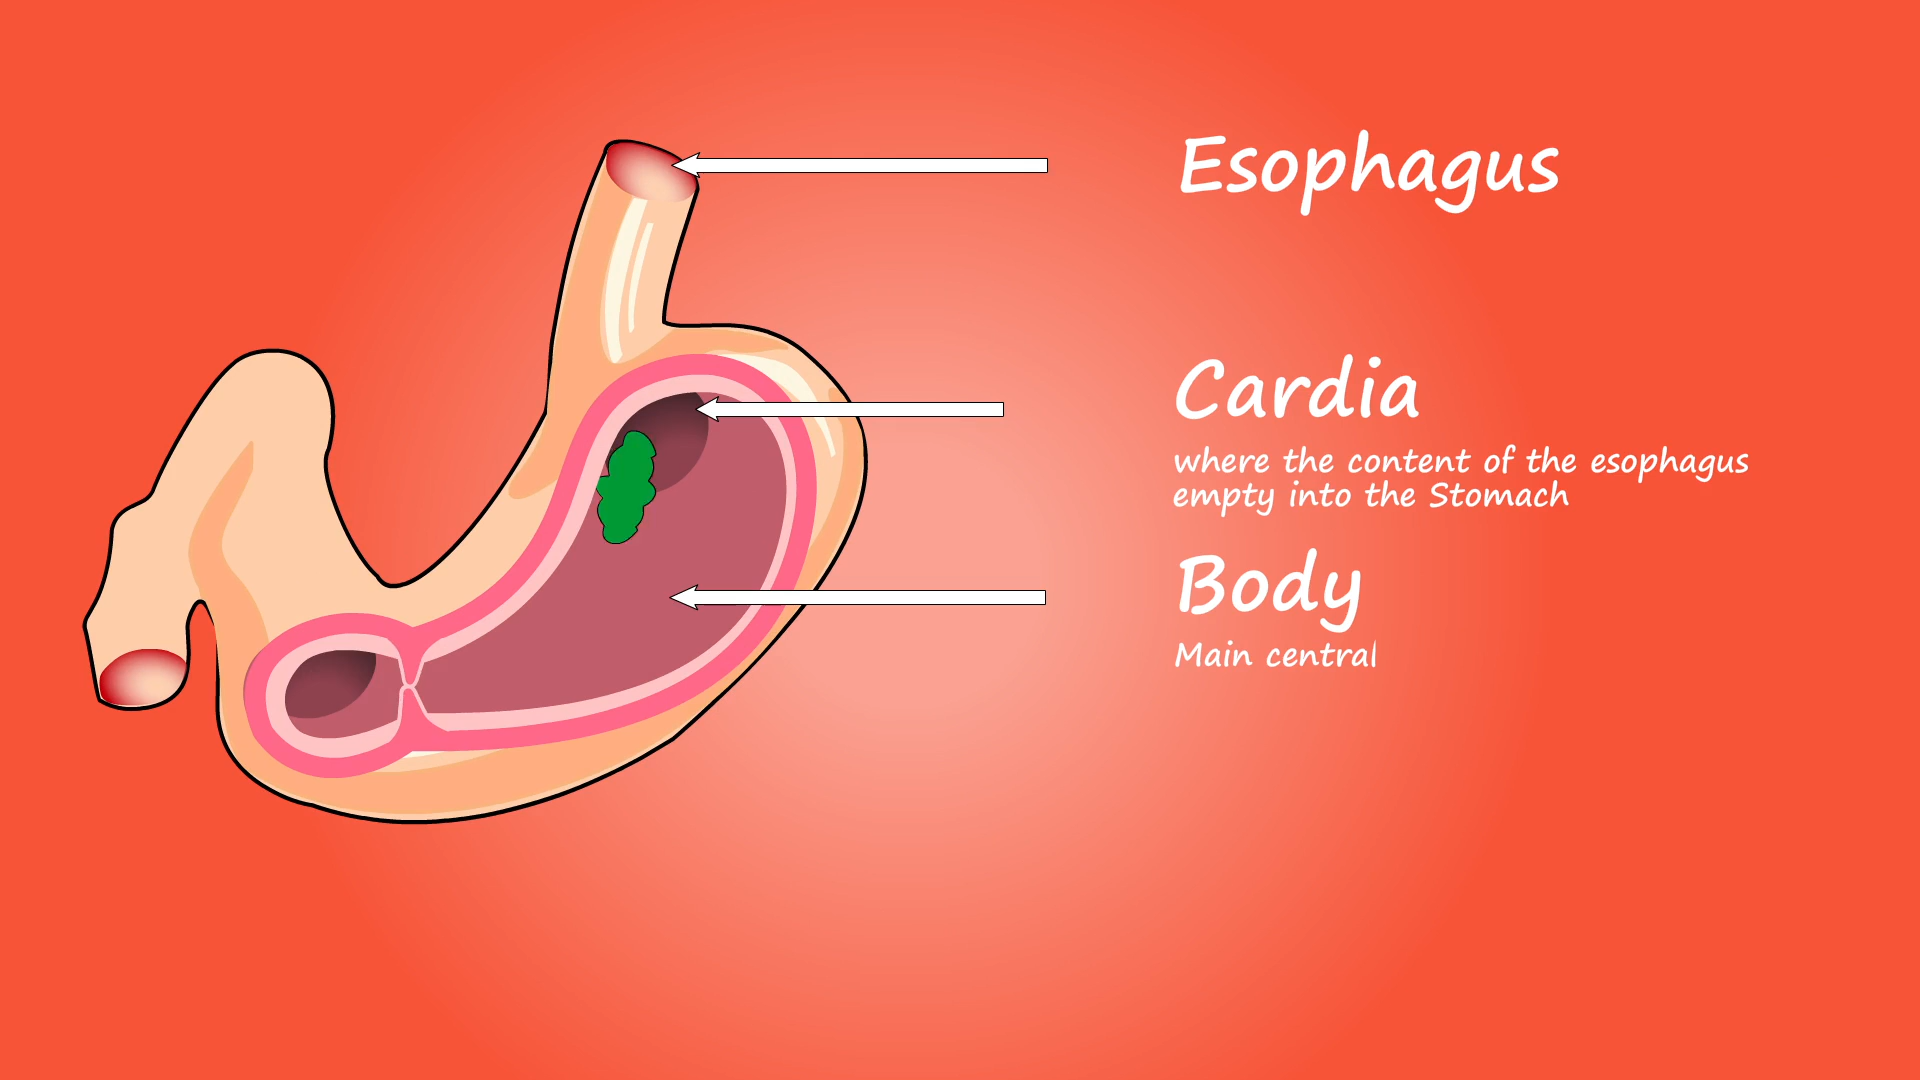 Esophagus
Cardia
where the content of the esophagus
empty into the Stomach
Body
Main central